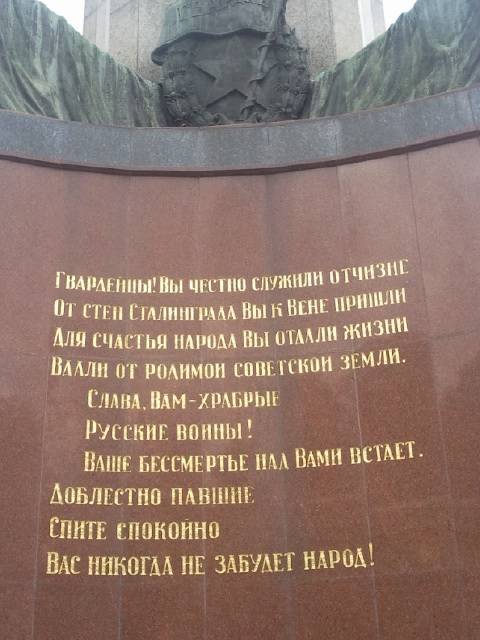 Гвардейцы! Вы честно служили отчизне
От стен Сталинграда Вы к Вене пришли
Для счастья народа Вы отдали жизни
Вдали от родимой советской земли.
Слава, Вам - храбрые
Русские воины!
Ваше бессмертье над Вами встает.
Доблестно павшие
Спите спокойно
Вас никогда не забудет народ!